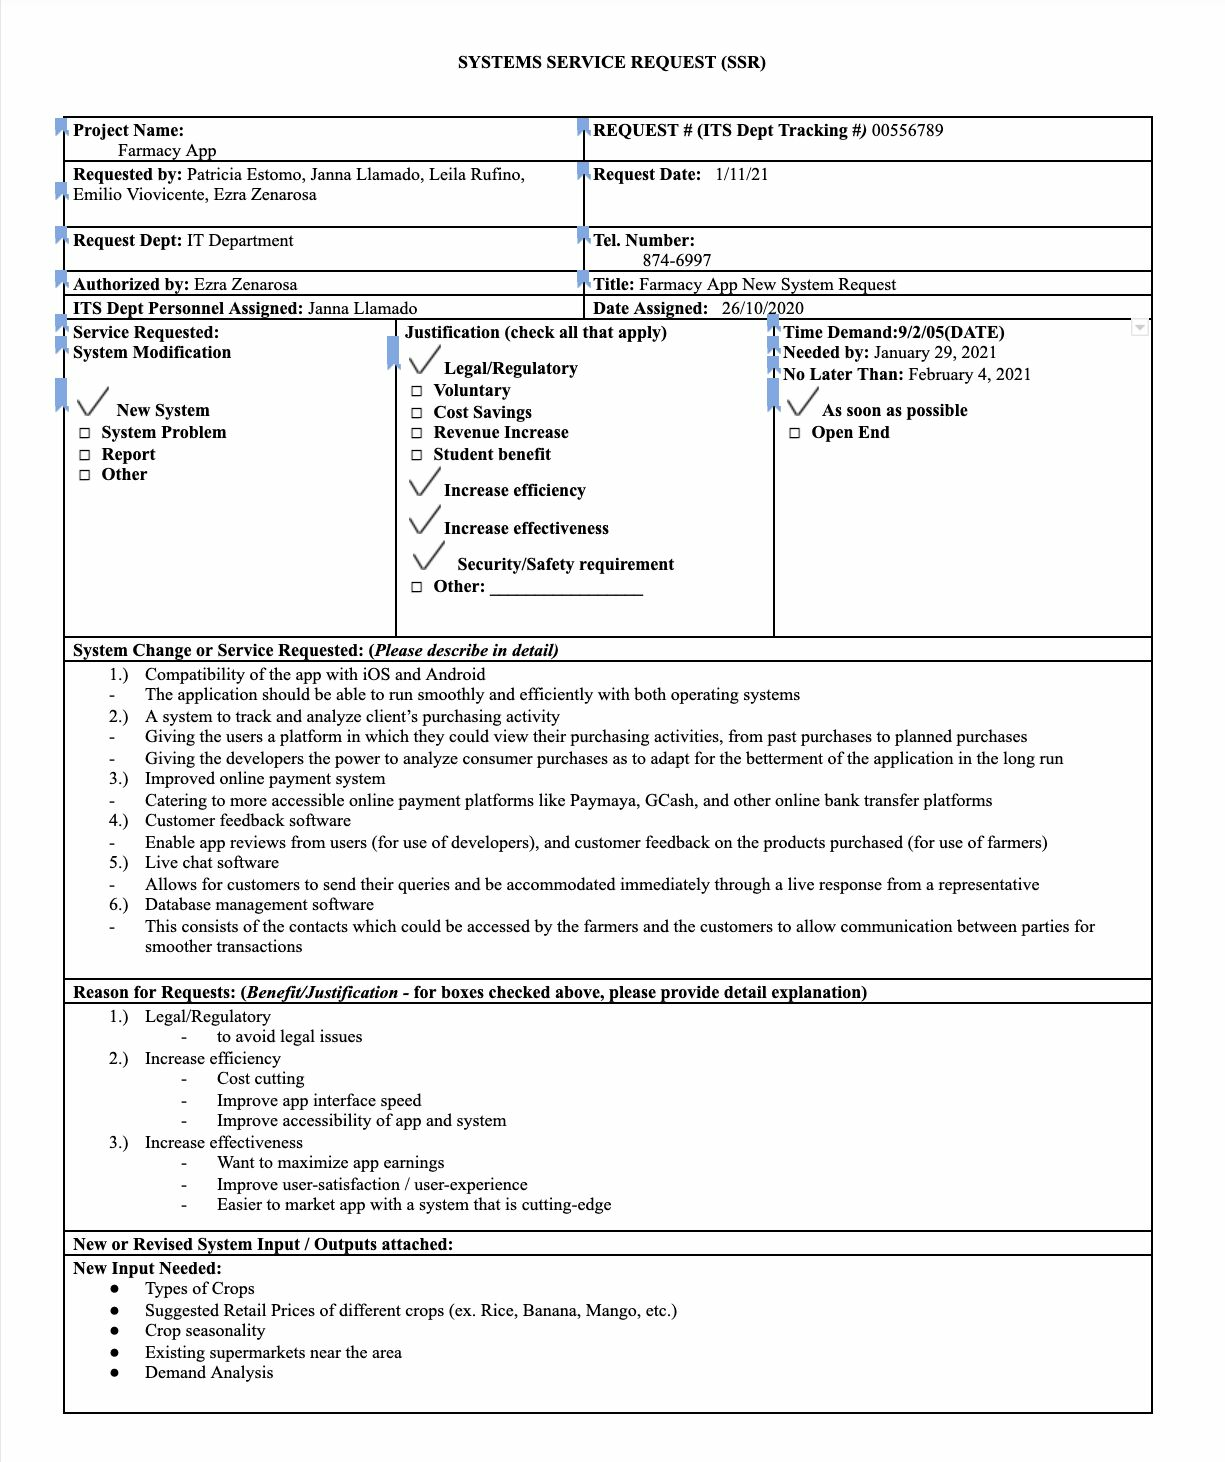 SYSTEMS SERVICE REQUEST (SSR)
Project Name:
Farmacy App
REQUEST # (ITS Dept Tracking #) 00556789
Requested by: Patricia Estomo, Janna Llamado, Leila Rufino,
Emilio Viovicente, Ezra Zenarosa
Request Date: 1/11/21
Request Dept: IT Department
Tel. Number:
874-6997
Authorized by: Ezra Zenarosa
Title: Farmacy App New System Request
ITS Dept Personnel Assigned: Janna Llamado
Date Assigned: 26/10/2020
Service Requested:
System Modification
New System
System Problem
Report
Other
Justification (check all that apply)
Legal/Regulatory
Voluntary
Cost Savings
Revenue Increase
Student benefit
Increase efficiency
Increase effectiveness
Security/Safety requirement
Other: _________________
Time Demand:9/2/05(DATE)
Needed by: January 29, 2021
No Later Than: February 4, 2021
As soon as possible
Open End
System Change or Service Requested: (Please describe in detail)
1.) Compatibility of the app with iOS and Android
- The application should be able to run smoothly and efficiently with both operating systems
2.) A system to track and analyze client's purchasing activity
- Giving the users a platform in which they could view their purchasing activities, from past purchases to planned purchases
- Giving the developers the power to analyze consumer purchases as to adapt for the betterment of the application in the long run
3.) Improved online payment system
- Catering to more accessible online payment platforms like Paymaya, GCash, and other online bank transfer platforms
4.) Customer feedback software
- Enable app reviews from users (for use of developers), and customer feedback on the products purchased (for use of farmers)
5.) Live chat software
- Allows for customers to send their queries and be accommodated immediately through a live response from a representative
6.) Database management software
- This consists of the contacts which could be accessed by the farmers and the customers to allow communication between parties for
smoother transactions
Reason for Requests: (Benefit/Justification - for boxes checked above, please provide detail explanation)
1.) Legal/Regulatory
- to avoid legal issues
2.) Increase efficiency
- Cost cutting
- Improve app interface speed
- Improve accessibility of app and system
3.) Increase effectiveness
- Want to maximize app earnings
- Improve user-satisfaction / user-experience
- Easier to market app with a system that is cutting-edge
New or Revised System Input / Outputs attached:
New Input Needed:
● Types of Crops
● Suggested Retail Prices of different crops (ex. Rice, Banana, Mango, etc.)
● Crop seasonality
● Existing supermarkets near the area
● Demand Analysis